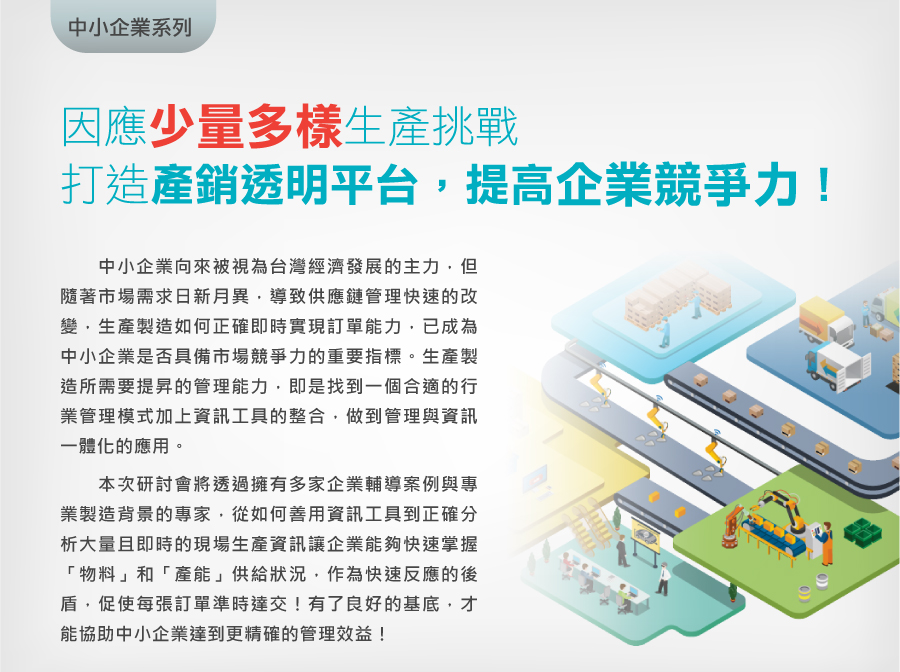 中小企業系列
因應少量多樣生產挑戰
打造產銷透明平台，提高企業競爭力！
中小企業向來被視為台灣經濟發展的主力，但
隨著市場需求日新月異，導致供應鏈管理快速的改
變，生產製造如何正確即時實現訂單能力，已成為
中小企業是否具備市場競爭力的重要指標。生產製
造所需要提昇的管理能力，即是找到一個合適的行
業管理模式加上資訊工具的整合，做到管理與資訊
一體化的應用。
本次研討會將透過擁有多家企業輔導案例與專
業製造背景的專家，從如何善用資訊工具到正確分
析大量且即時的現場生產資訊讓企業能夠快速掌握
「物料」和「產能」供給狀況，作為快速反應的後
盾，促使每張訂單準時達交！有了良好的基底，才
能協助中小企業達到更精確的管理效益！